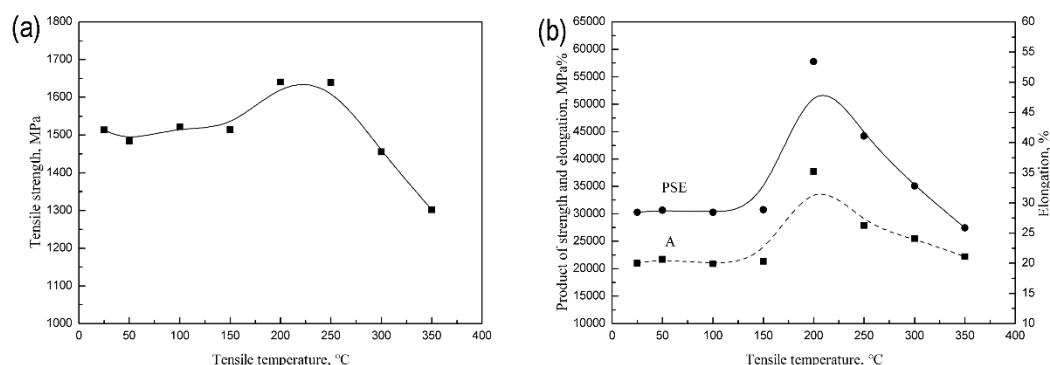 (a)
1800
1700
1600
1500
1400
1300
1200
1100
1000
Tensile strength, MPa
0 50 100 150 200 250 300 350 400
Tensile temperature, °C
(b)
65000
60000
55000
50000
45000
40000
35000
30000
25000
20000
15000
10000
Product of strength and elongation, MPa%
PSE
A
60
55
50
45
40
35
30
25
20
15
10
Elongation, %
0 50 100 150 200 250 300 350 400
Tensile temperature, °C